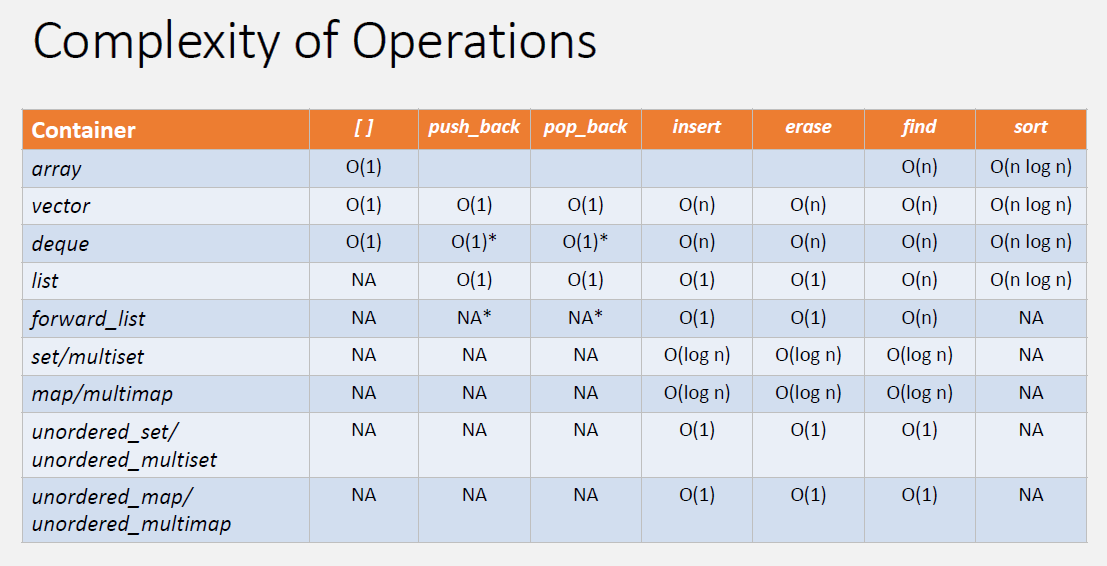 Complexity of Operations
Container [ ] push_back pop_back insert erase find sort
array O(1) O(n) O(n log n)
vector O(1) O(1) O(1) O(n) O(n) O(n) O(n log n)
deque O(1) O(1)* O(1)* O(n) O(n) O(n) O(n log n)
list NA O(1) O(1) O(1) O(1) O(n) O(n log n)
forward_list NA NA* NA* O(1) O(1) O(n) NA
set/multiset NA NA NA O(log n) O(log n) O(log n) NA
map/multimap NA NA NA O(log n) O(log n) O(log n) NA
unordered_set/ NA NA NA O(1) O(1) O(1) NA
unordered_multiset
unordered_map/ NA NA NA O(1) O(1) O(1) NA
unordered_multimap